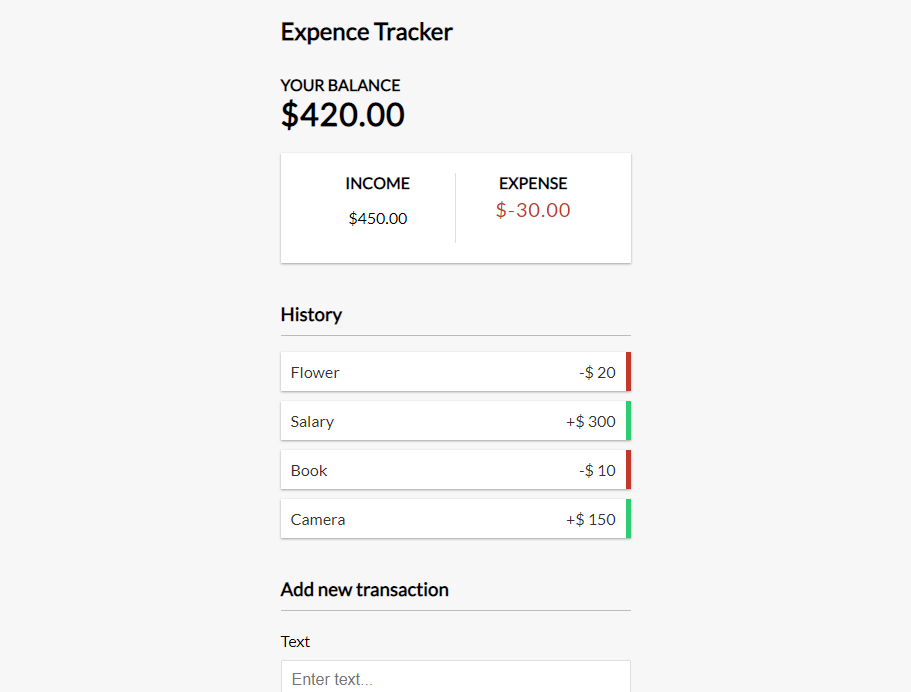 Expence Tracker
YOUR BALANCE
$420.00
INCOME
$450.00
EXPENSE
$-30.00
History
Flower -$ 20
Salary +$ 300
Book -$ 10
Camera +$ 150
Add new transaction
Text
Enter text...